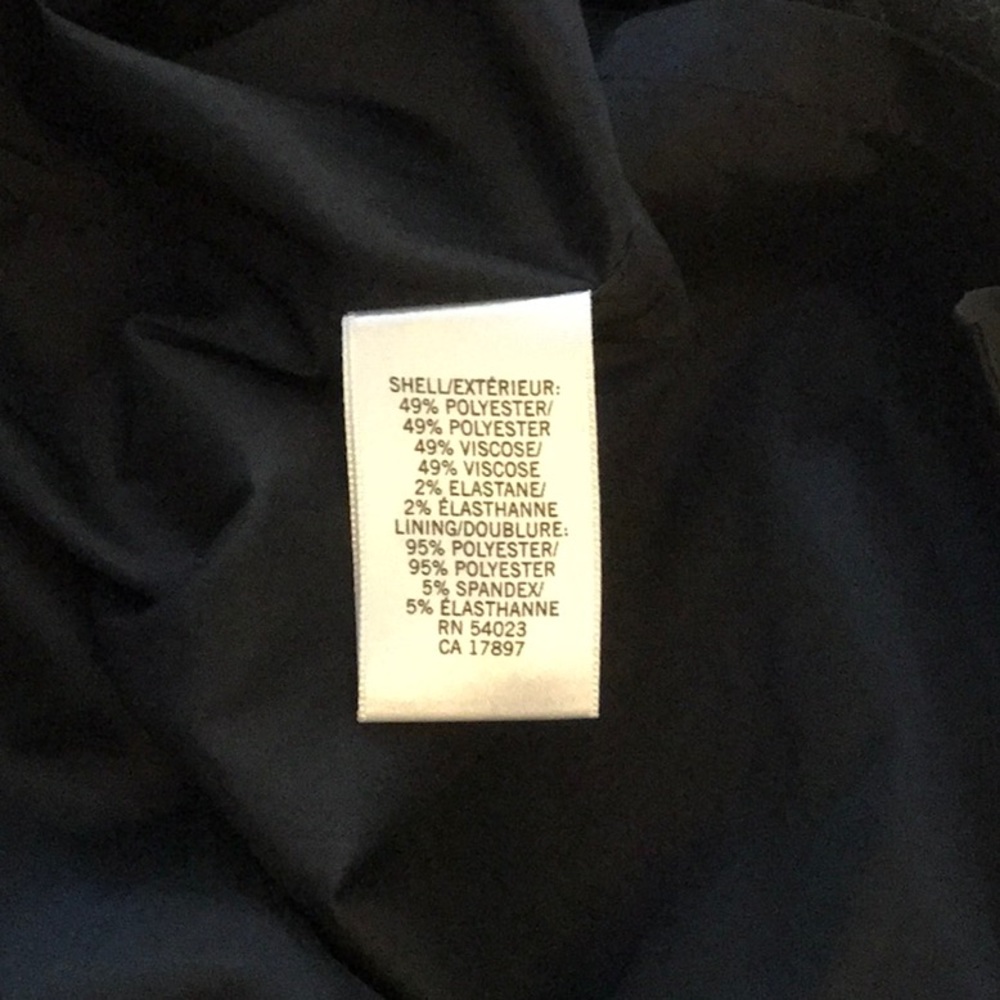 SHELL/EXTÉRIEUR:
49% POLYESTER/
49% POLYESTER
49% VISCOSE/
49% VISCOSE
2% ELASTANE/
2% ÉLASTHANNE
LINING/DOUBLURE:
95% POLYESTER/
95% POLYESTER
5% SPANDEX/
5% ÉLASTHANNE
RN 54023
CA 17897